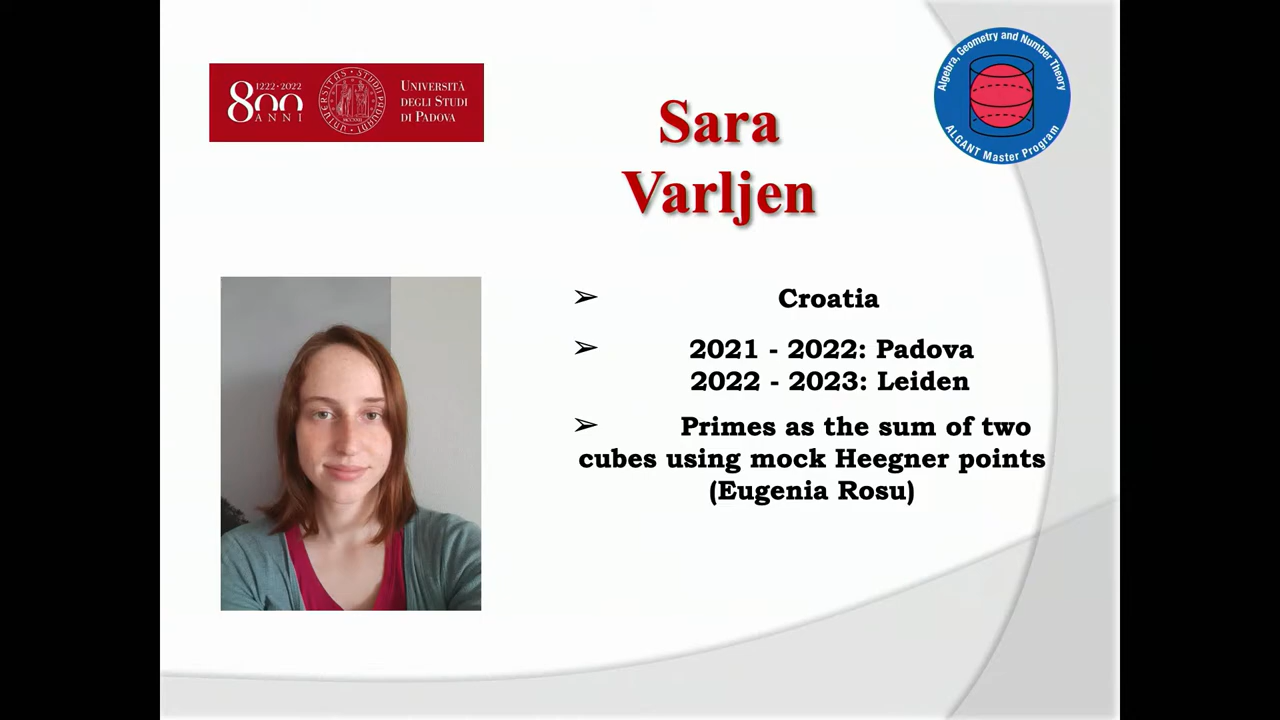 800
1222·2022
ANNI
UNIVERSITÀ
DEGLI STUDI
DI PADOVA
Algebra, Geometry and Number Theory
ALGANT Master Program
Sara
Varljen
➢ Croatia
➢ 2021 - 2022: Padova
2022 - 2023: Leiden
➢ Primes as the sum of two
cubes using mock Heegner points
(Eugenia Rosu)